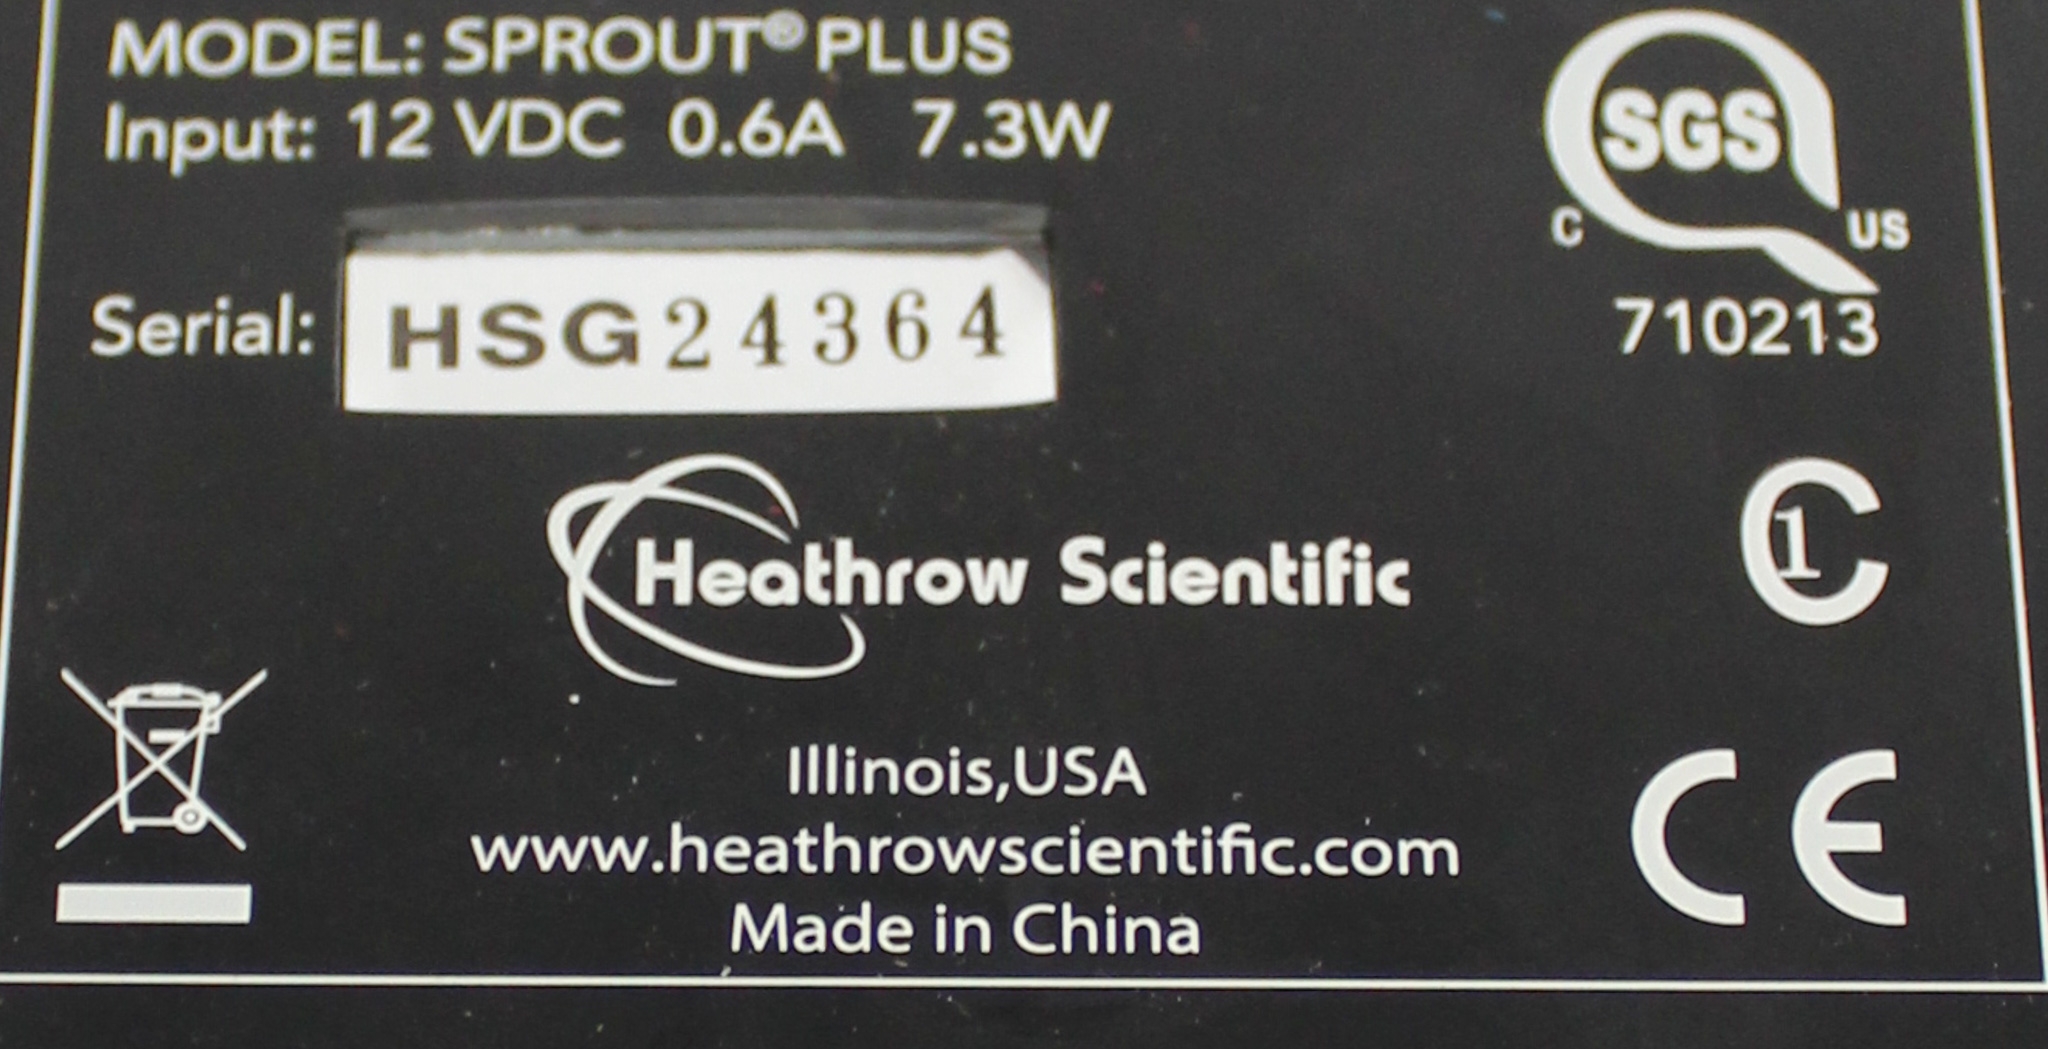 MODEL: SPROUT® PLUS
Input: 12 VDC 0.6A 7.3W
SGS
C US
710213
Serial: HSG24364
C1
Heathrow Scientific
Illinois,USA
www.heathrowscientific.com
Made in China
CE